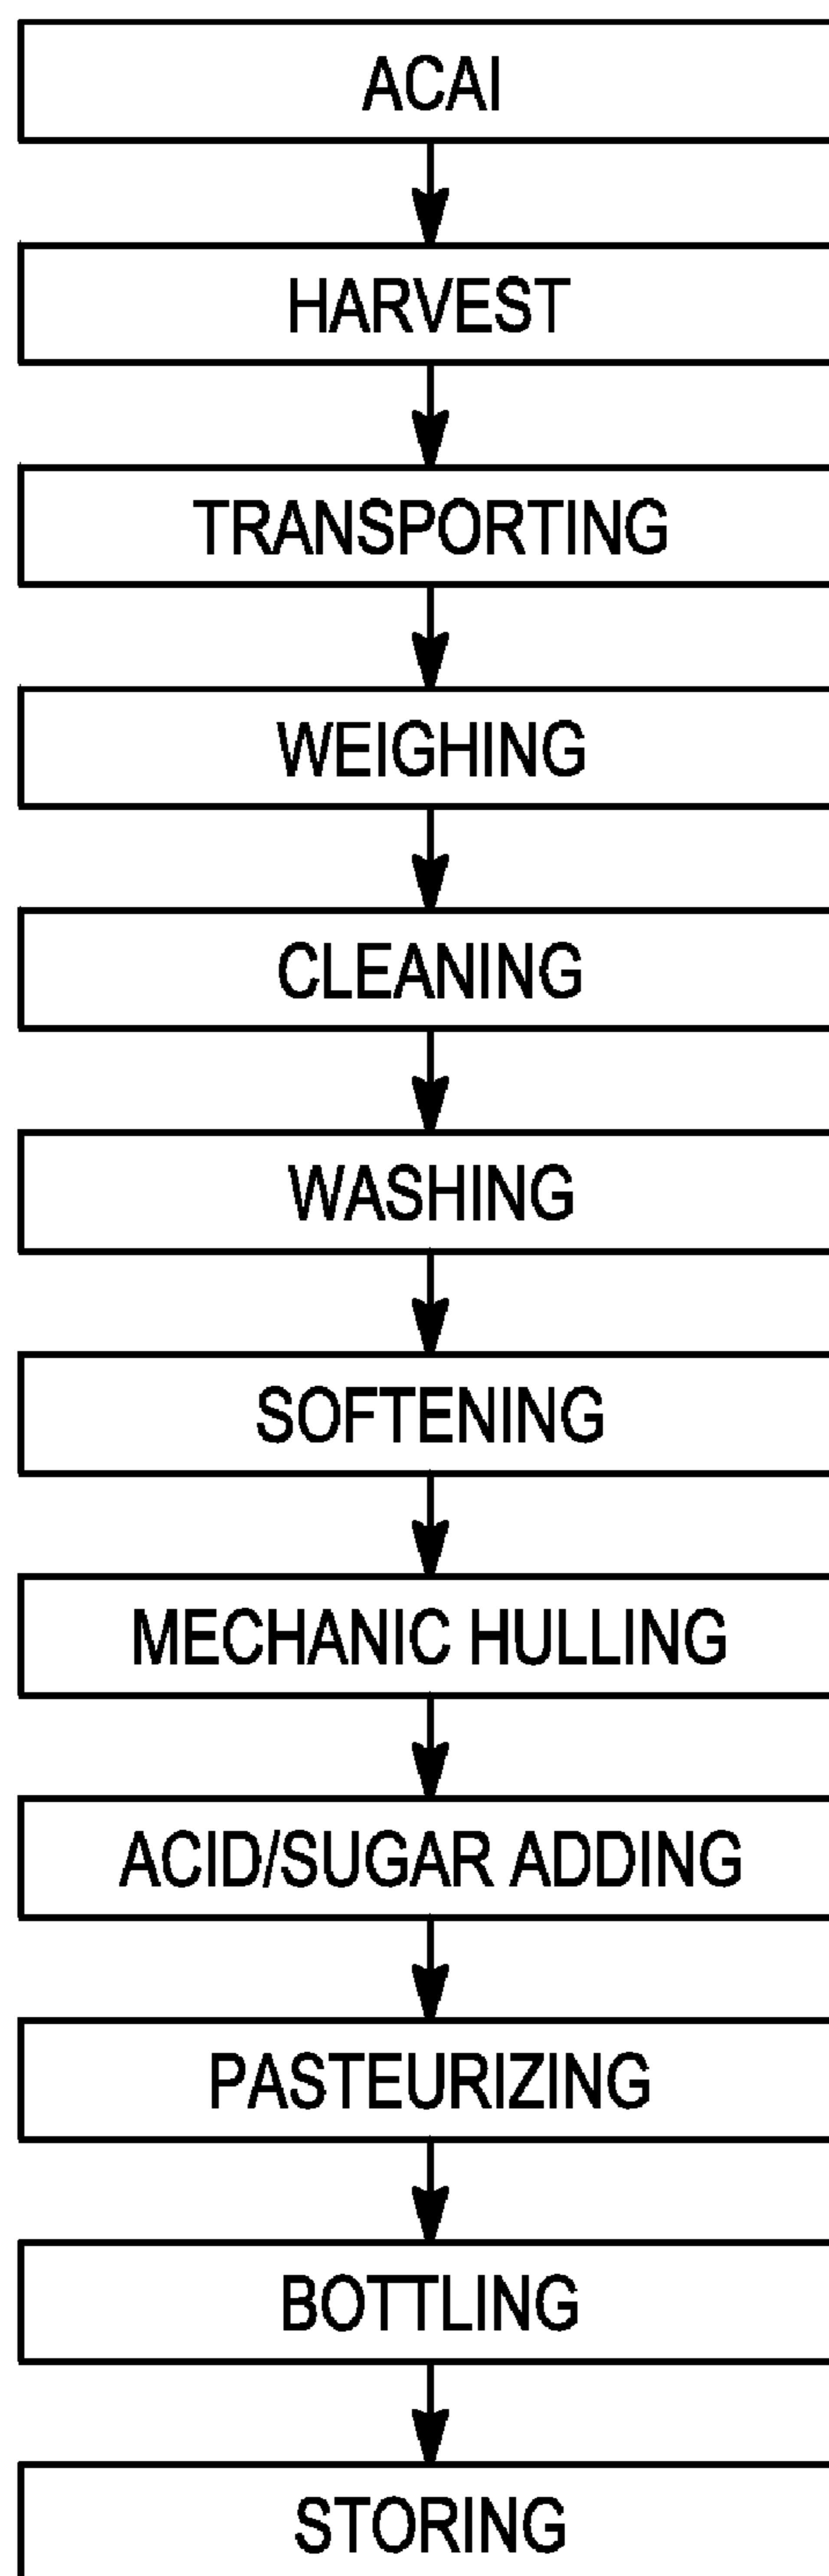 ACAI
HARVEST
TRANSPORTING
WEIGHING
CLEANING
WASHING
SOFTENING
MECHANIC HULLING
ACID/SUGAR ADDING
PASTEURIZING
BOTTLING
STORING